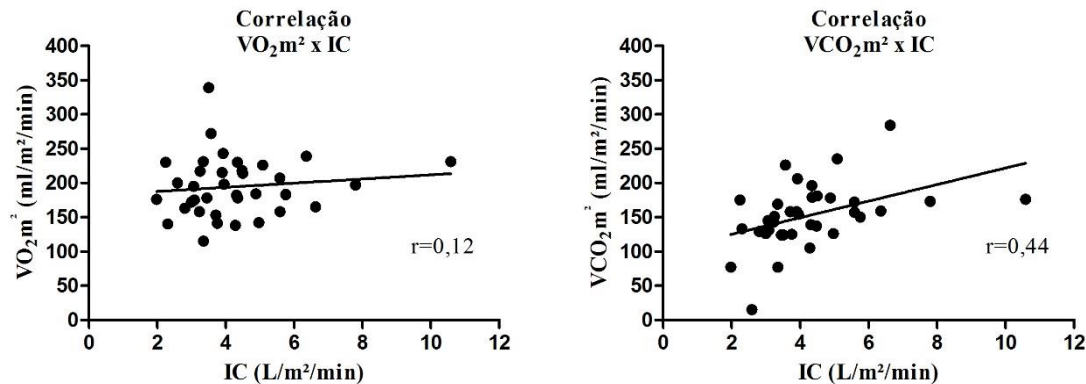 Correlação
VO₂m² x IC
400
350
300
250
200
150
100
50
0
VO₂m² (ml/m²/min)
r=0,12
0 2 4 6 8 10 12
IC (L/m²/min)
Correlação
VCO₂m² x IC
400
350
300
250
200
150
100
50
0
VCO₂m² (ml/m²/min)
r=0,44
0 2 4 6 8 10 12
IC (L/m²/min)